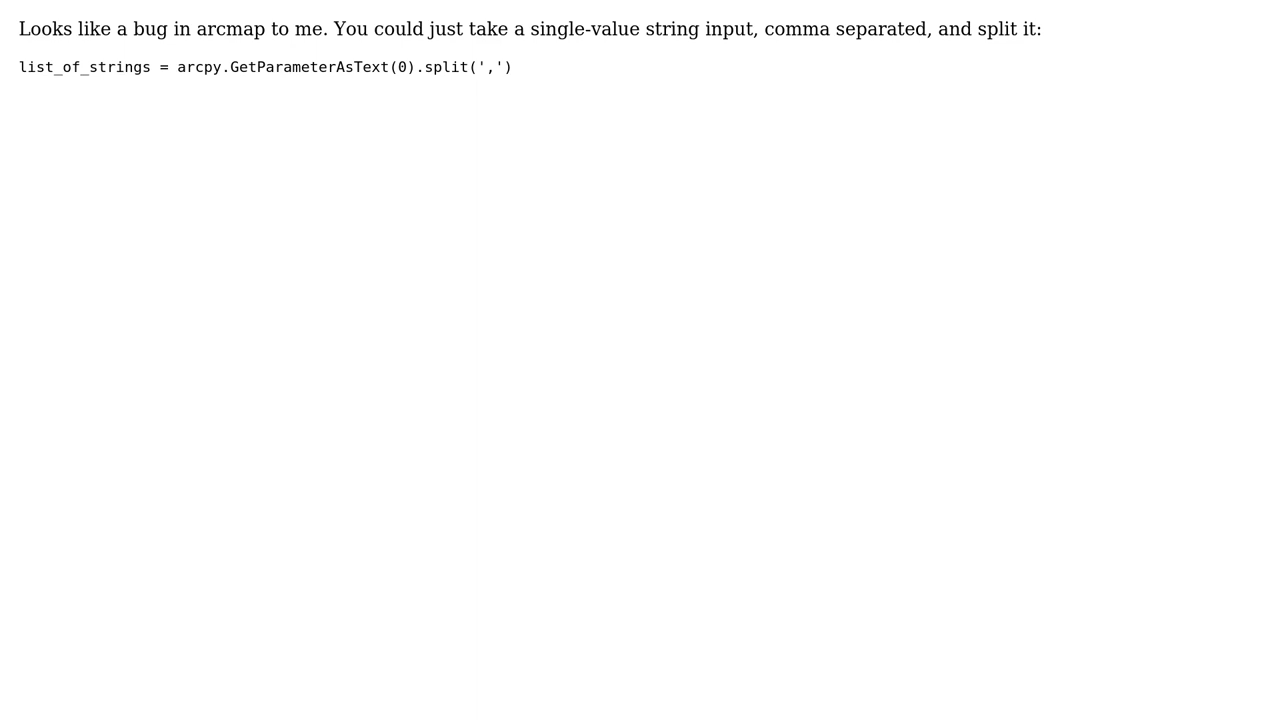 Looks like a bug in arcmap to me. You could just take a single-value string input, comma separated, and split it:
list_of_strings = arcpy.GetParameterAsText(0).split(',')